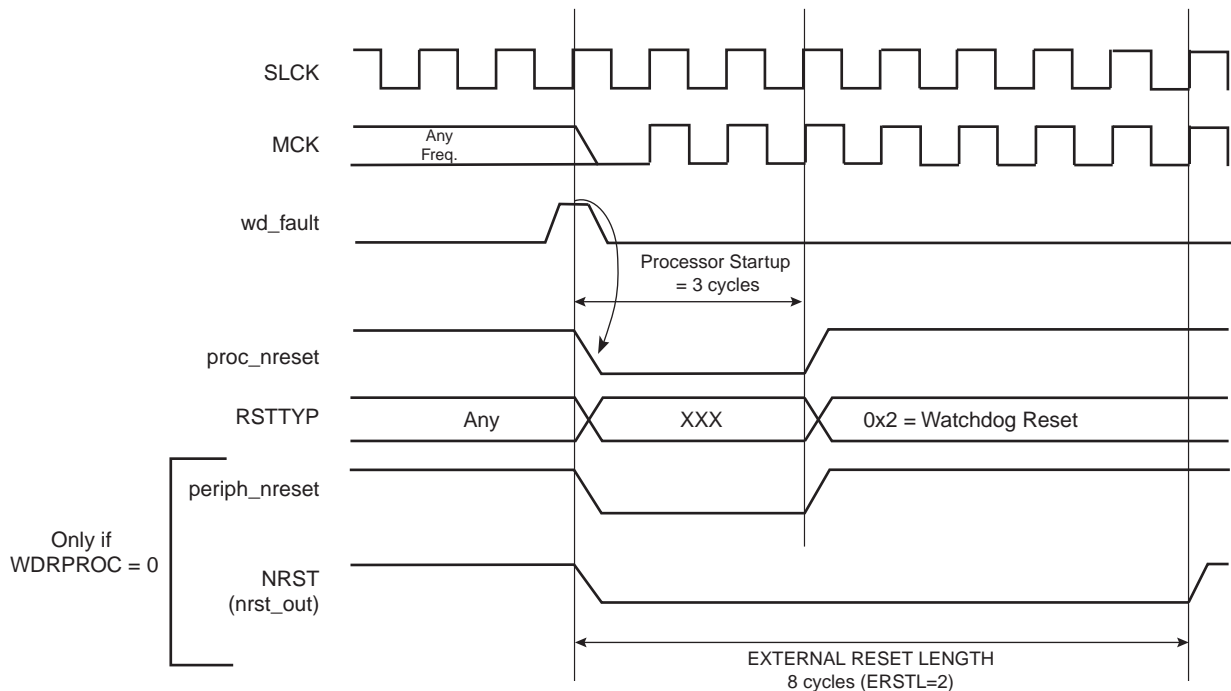 SLCK
MCK
Any
Freq.
wd_fault
Processor Startup
= 3 cycles
proc_nreset
RSTTYP
Any
XXX
0x2 = Watchdog Reset
periph_nreset
Only if
WDRPROC = 0
NRST
(nrst_out)
EXTERNAL RESET LENGTH
8 cycles (ERSTL=2)